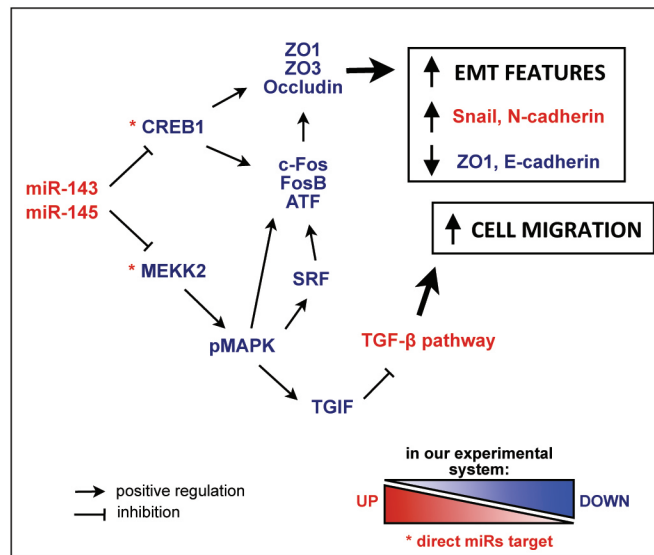 ZO1
ZO3
Occludin
EMT FEATURES
Snail, N-cadherin
ZO1, E-cadherin
* CREB1
c-Fos
FosB
ATF
miR-143
miR-145
CELL MIGRATION
* MEKK2
SRF
pMAPK
TGF-β pathway
TGIF
in our experimental
system:
positive regulation
inhibition
UP
DOWN
* direct miRs target